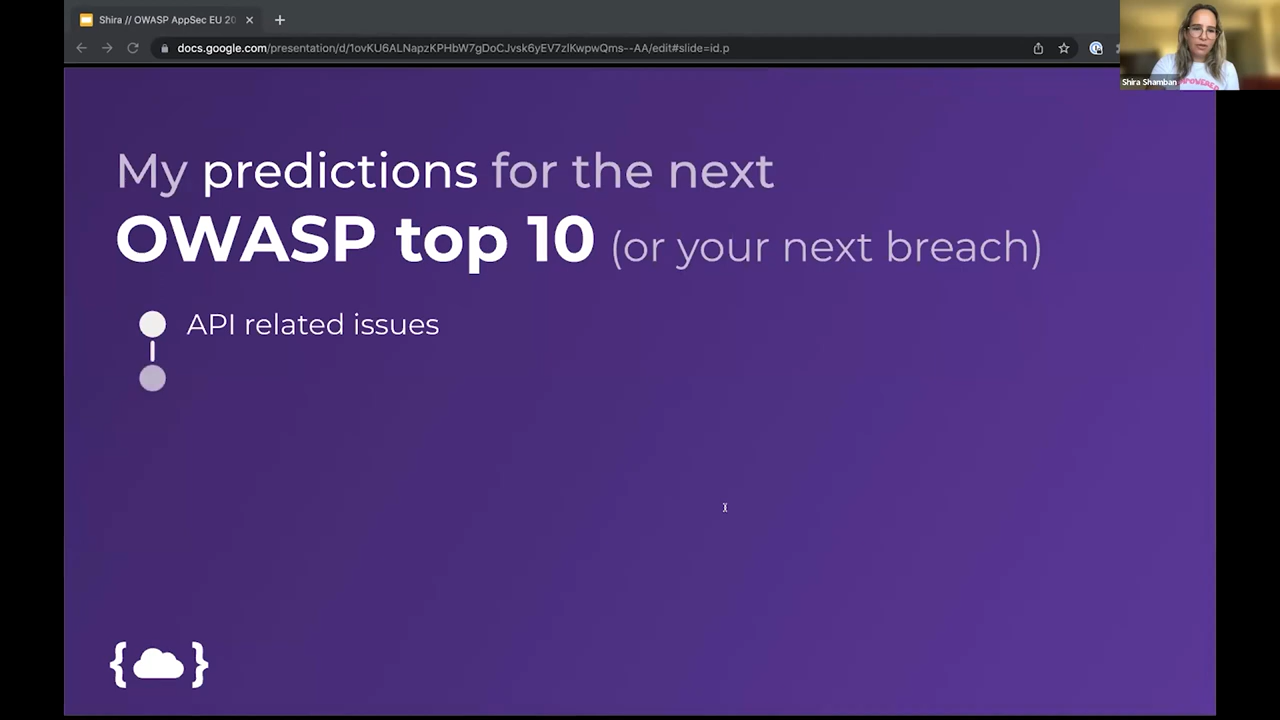 Shira // OWASP AppSec EU 20
docs.google.com/presentation/d/1ovKU6ALNapzKPHbW7gDoCJvsk6yEV7zIKwpwQms--AA/edit#slide=id.p
Shira Shamban
My predictions for the next
OWASP top 10 (or your next breach)
API related issues